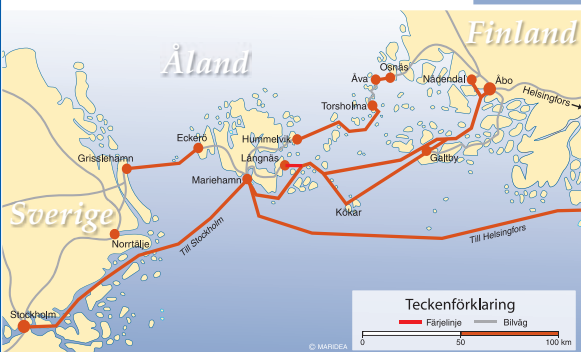 Finland
Åland
Osnäs
Åva
Nådendal
Åbo
Helsingfors
Torsholma
Eckerö
Hummelvik
Grisslehamn
Långnäs
Galtby
Mariehamn
Sverige
Kökar
Norrtälje
Till Stockholm
Till Helsingfors
Stockholm
Teckenförklaring
Färjelinje
Bilväg
0 50 100 km
© MARIDEA